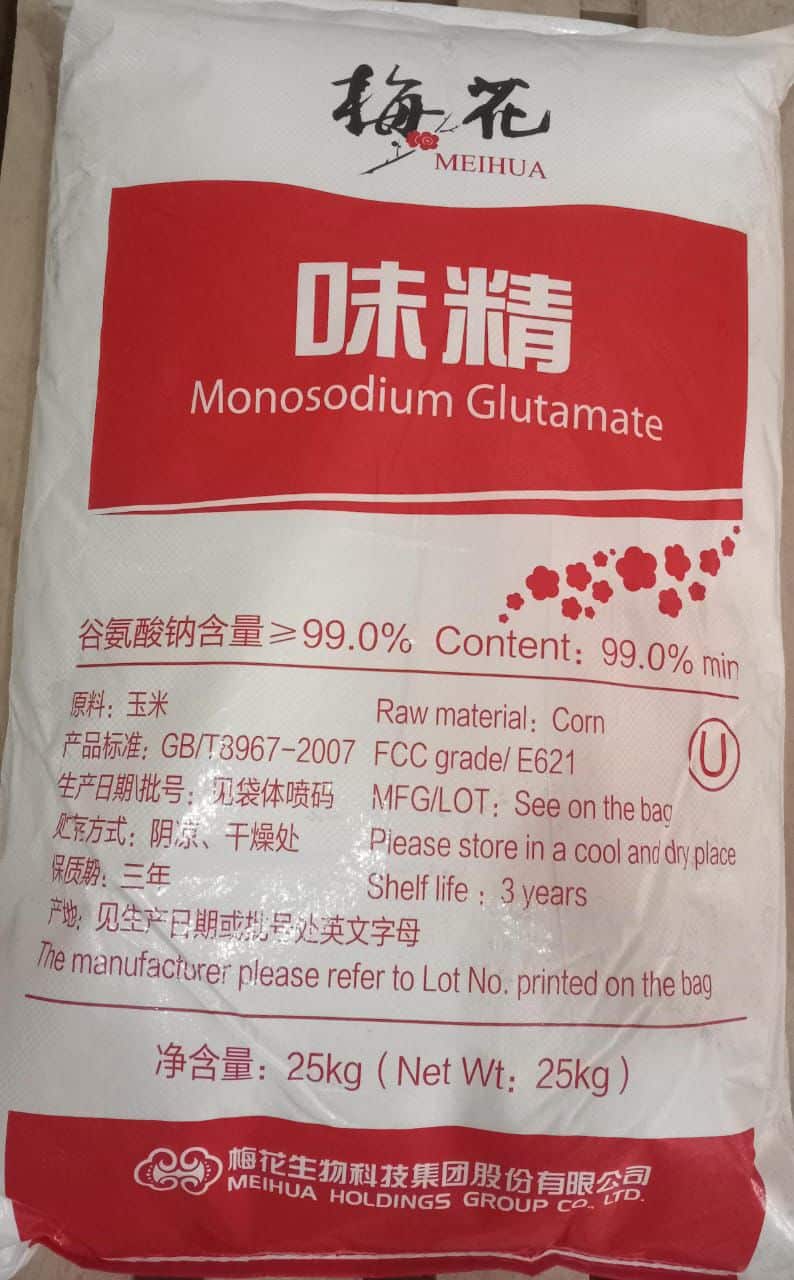 梅花
MEIHUA
味精
Monosodium Glutamate
谷氨酸钠含量≥99.0% Content: 99.0% min
原料: 玉米 Raw material: Corn
产品标准: GB/T8967-2007 FCC grade/ E621
U
生产日期\批号: 见袋体喷码 MFG/LOT: See on the bag
贮存方式: 阴凉、干燥处 Please store in a cool and dry place
保质期: 三年 Shelf life : 3 years
产地: 见生产日期或批号处英文字母
The manufacturer please refer to Lot No. printed on the bag
净含量: 25kg (Net Wt: 25kg)
梅花生物科技集团股份有限公司
MEIHUA HOLDINGS GROUP CO., LTD.